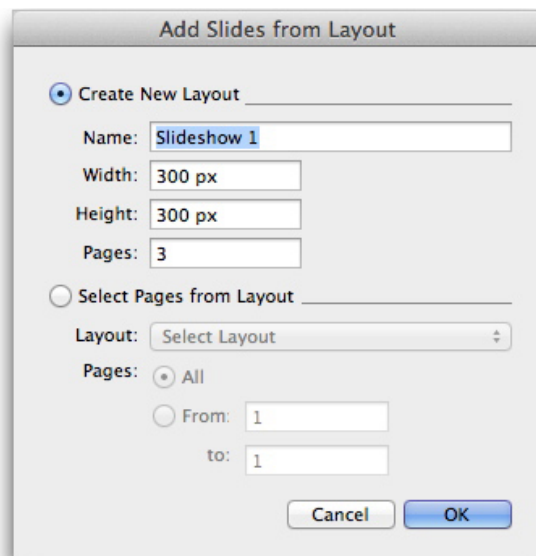 Add Slides from Layout
Create New Layout
Name: Slideshow 1
Width: 300 px
Height: 300 px
Pages: 3
Select Pages from Layout
Layout: Select Layout
Pages: All
From: 1
to: 1
Cancel OK